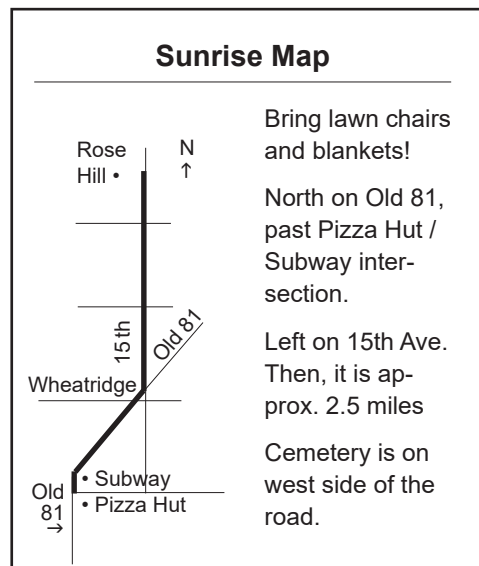 Sunrise Map
Rose
Hill •
N
↑
15th
Old 81
Wheatridge
• Subway
• Pizza Hut
Old
81
→
Bring lawn chairs
and blankets!
North on Old 81,
past Pizza Hut /
Subway inter-
section.
Left on 15th Ave.
Then, it is ap-
prox. 2.5 miles
Cemetery is on
west side of the
road.